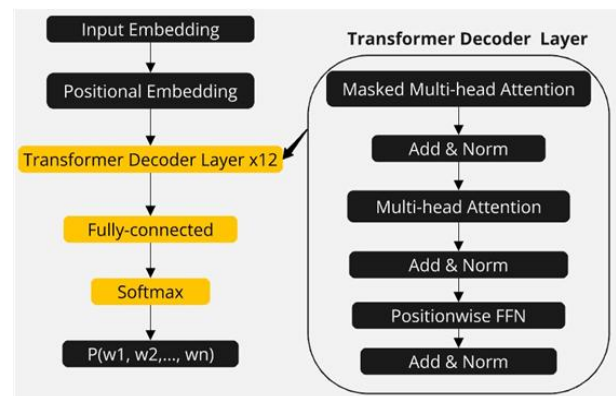 Input Embedding
Positional Embedding
Transformer Decoder Layer x12
Fully-connected
Softmax
P(w1, w2,..., wn)
Transformer Decoder Layer
Masked Multi-head Attention
Add & Norm
Multi-head Attention
Add & Norm
Positionwise FFN
Add & Norm